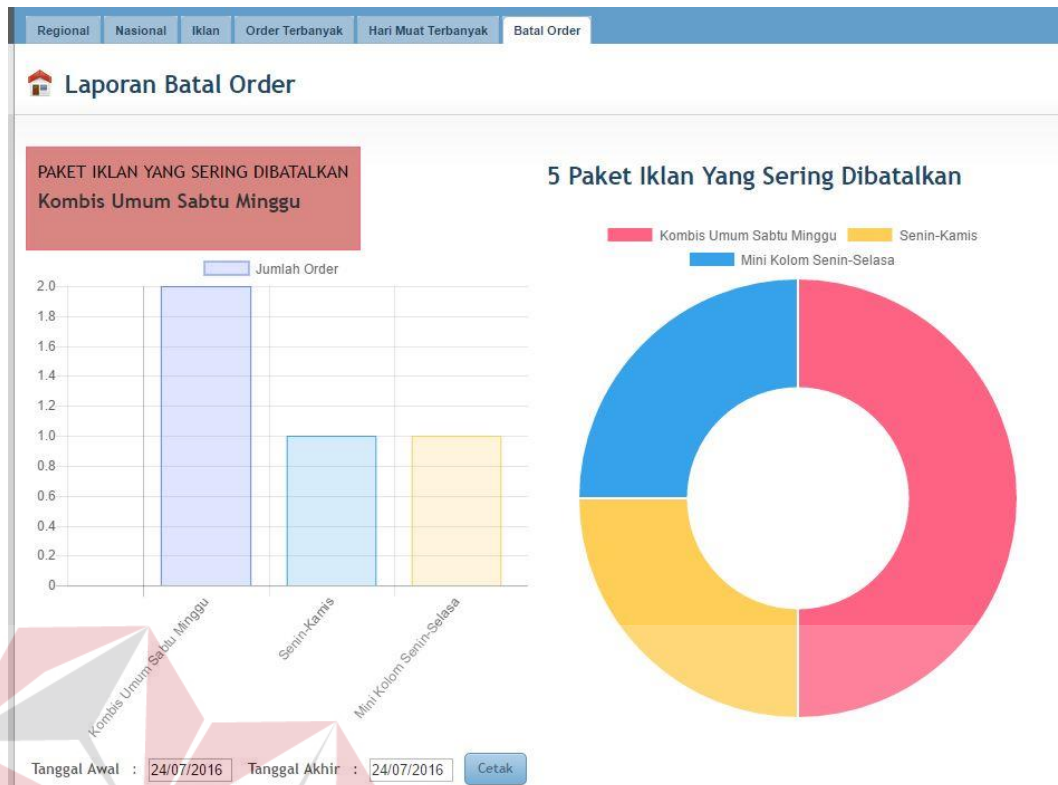 Regional Nasional Iklan Order Terbanyak Hari Muat Terbanyak Batal Order
Laporan Batal Order
PAKET IKLAN YANG SERING DIBATALKAN
Kombis Umum Sabtu Minggu
Jumlah Order
2.0
1.8
1.6
1.4
1.2
1.0
0.8
0.6
0.4
0.2
0
Kombis Umum Sabtu Minggu
Senin-Kamis
Mini Kolom Senin-Selasa
5 Paket Iklan Yang Sering Dibatalkan
Kombis Umum Sabtu Minggu Senin-Kamis
Mini Kolom Senin-Selasa
Tanggal Awal : 24/07/2016 Tanggal Akhir : 24/07/2016 Cetak